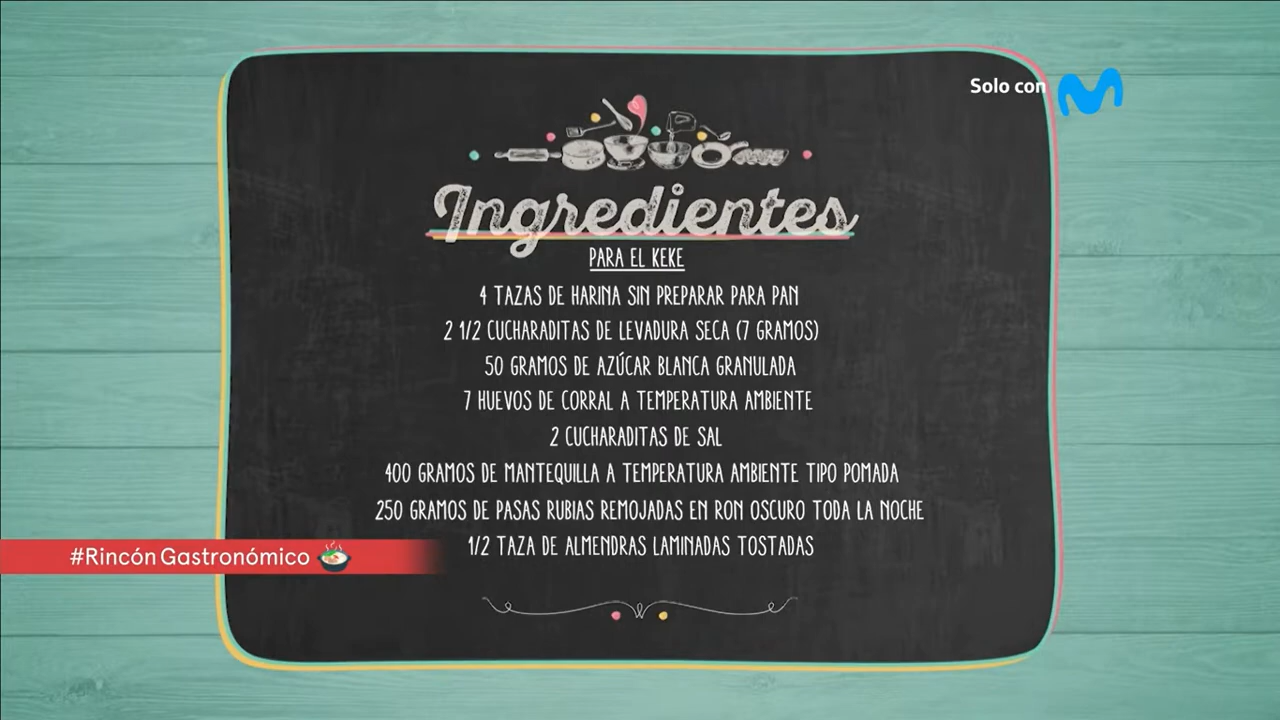 Solo con
Ingredientes
PARA EL KEKE
4 TAZAS DE HARINA SIN PREPARAR PARA PAN
2 1/2 CUCHARADITAS DE LEVADURA SECA (7 GRAMOS)
50 GRAMOS DE AZÚCAR BLANCA GRANULADA
7 HUEVOS DE CORRAL A TEMPERATURA AMBIENTE
2 CUCHARADITAS DE SAL
400 GRAMOS DE MANTEQUILLA A TEMPERATURA AMBIENTE TIPO POMADA
250 GRAMOS DE PASAS RUBIAS REMOJADAS EN RON OSCURO TODA LA NOCHE
1/2 TAZA DE ALMENDRAS LAMINADAS TOSTADAS
#RincónGastronómico